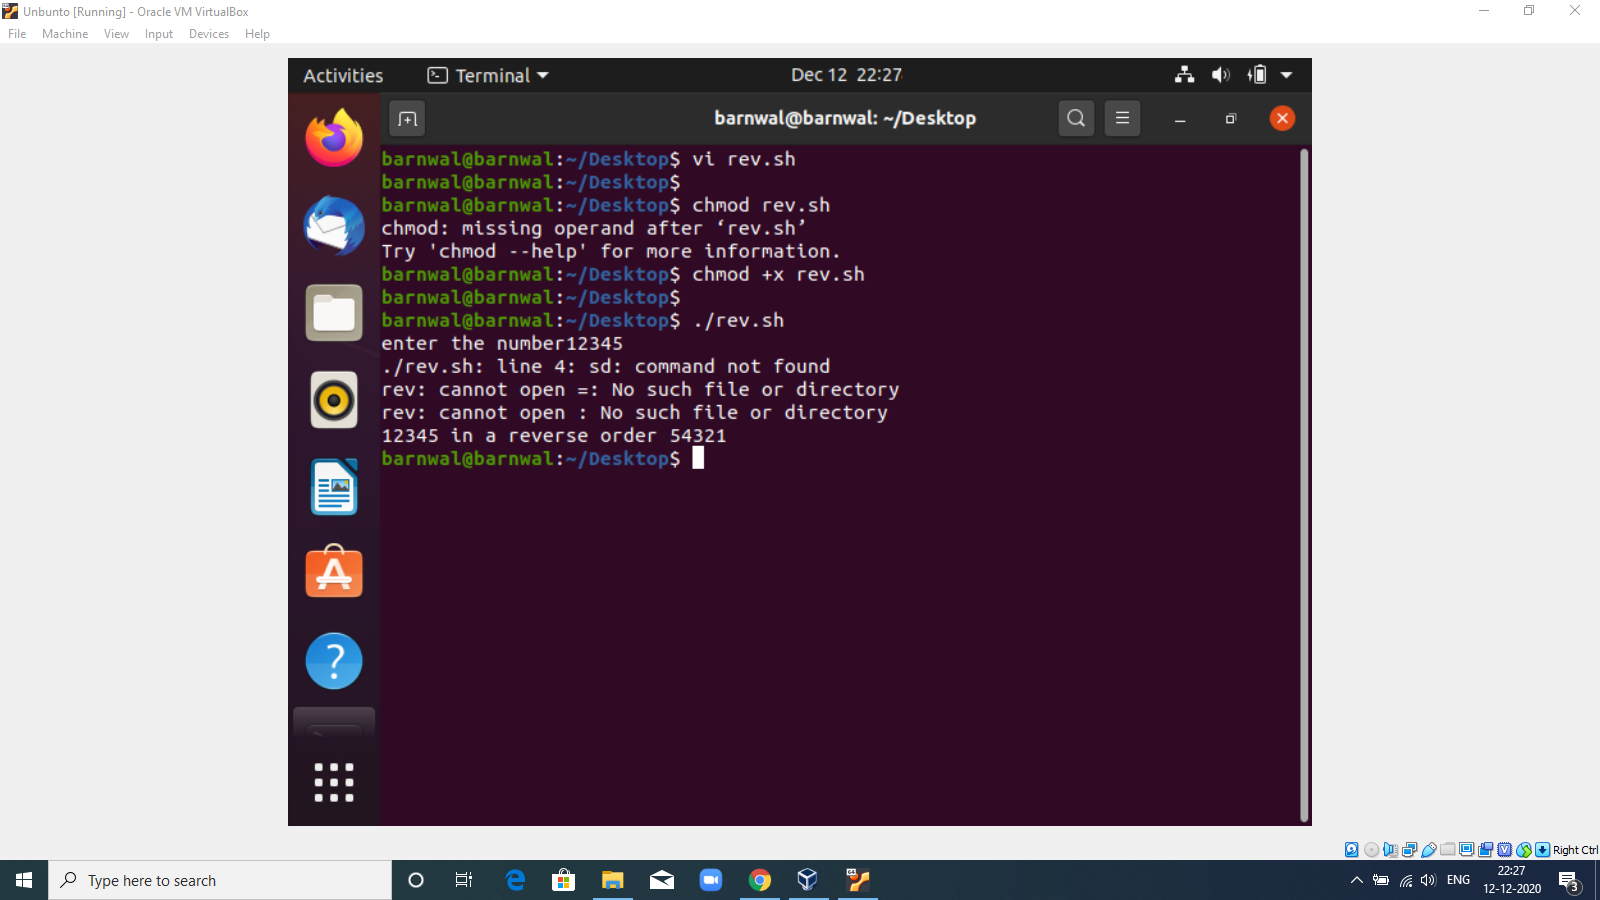 Unbunto [Running] - Oracle VM VirtualBox
File Machine View Input Devices Help
Activities Terminal Dec 12 22:27
barnwal@barnwal: ~/Desktop
barnwal@barnwal:~/Desktop$ vi rev.sh
barnwal@barnwal:~/Desktop$
barnwal@barnwal:~/Desktop$ chmod rev.sh
chmod: missing operand after ‘rev.sh’
Try 'chmod --help' for more information.
barnwal@barnwal:~/Desktop$ chmod +x rev.sh
barnwal@barnwal:~/Desktop$
barnwal@barnwal:~/Desktop$ ./rev.sh
enter the number12345
./rev.sh: line 4: sd: command not found
rev: cannot open =: No such file or directory
rev: cannot open : No such file or directory
12345 in a reverse order 54321
barnwal@barnwal:~/Desktop$
Right Ctrl
Type here to search
ENG
22:27
12-12-2020
3